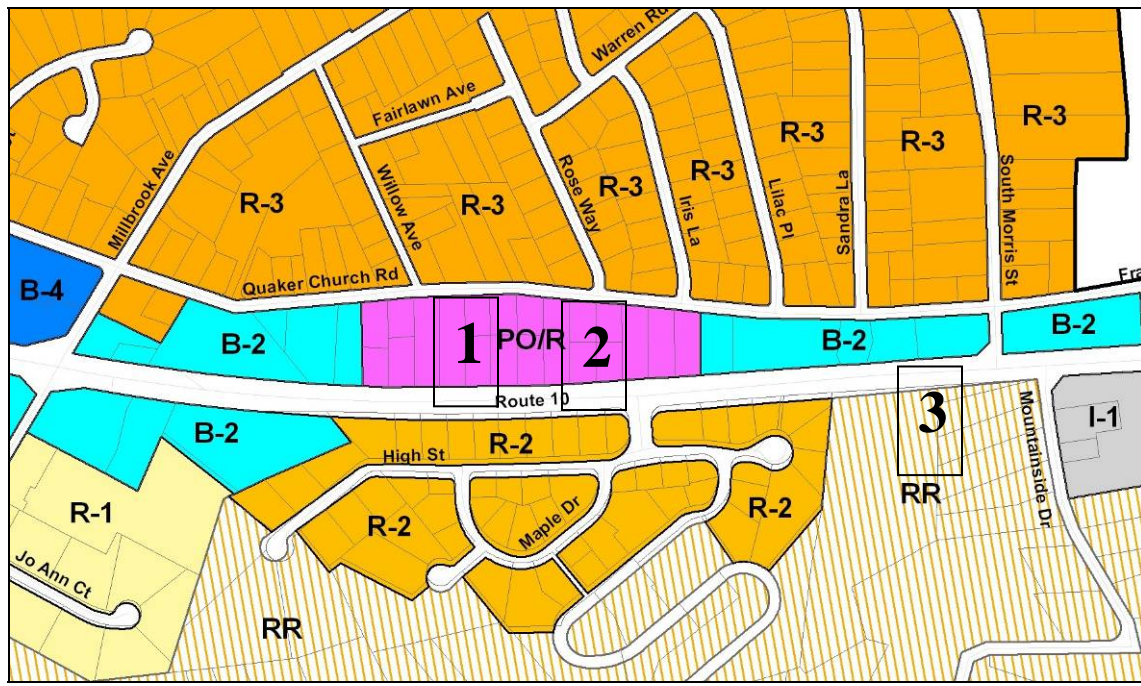 Warren Rd
Fairlawn Ave
R-3
R-3
R-3
R-3
Millbrook Ave
R-3
R-3
R-3
Willow Ave
Rose Way
Iris La
Lilac Pl
Sandra La
South Morris St
B-4
Quaker Church Rd
Fra
B-2
1
PO/R
2
B-2
B-2
Route 10
3
B-2
R-2
High St
I-1
Mountainside Dr
R-1
RR
R-2
Maple Dr
R-2
Jo Ann Ct
RR